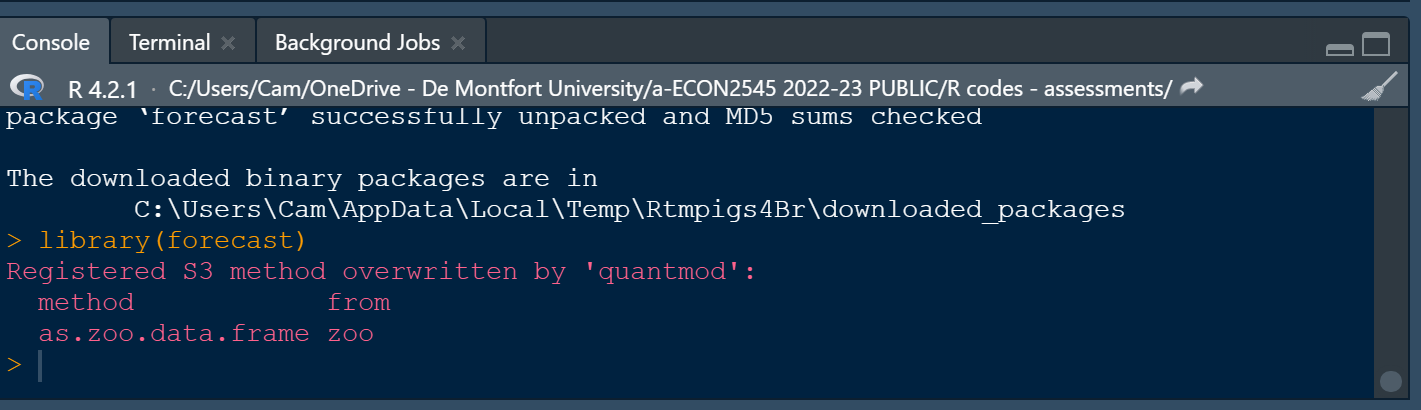 Console Terminal Background Jobs
R 4.2.1 · C:/Users/Cam/OneDrive - De Montfort University/a-ECON2545 2022-23 PUBLIC/R codes - assessments/
package ‘forecast’ successfully unpacked and MD5 sums checked
The downloaded binary packages are in
C:\Users\Cam\AppData\Local\Temp\Rtmpigs4Br\downloaded_packages
> library(forecast)
Registered S3 method overwritten by 'quantmod':
method from
as.zoo.data.frame zoo
>